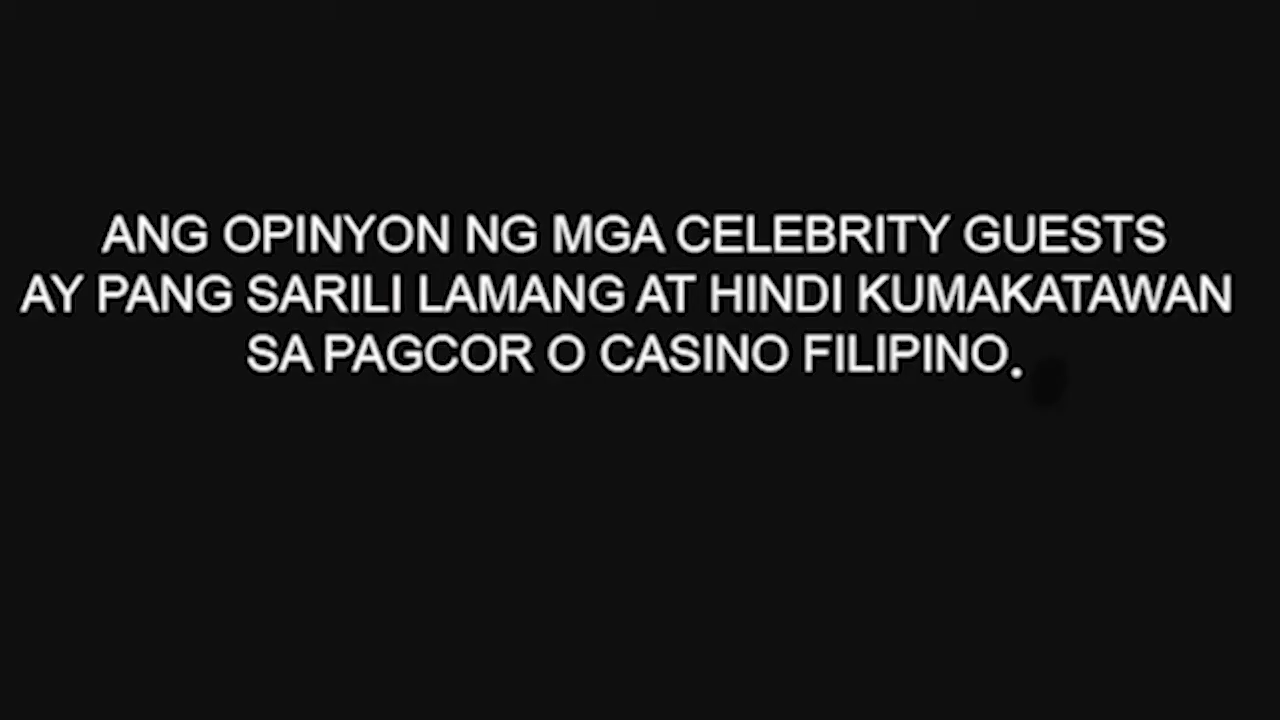 ANG OPINYON NG MGA CELEBRITY GUESTS
AY PANG SARILI LAMANG AT HINDI KUMAKATAWAN
SA PAGCOR O CASINO FILIPINO.